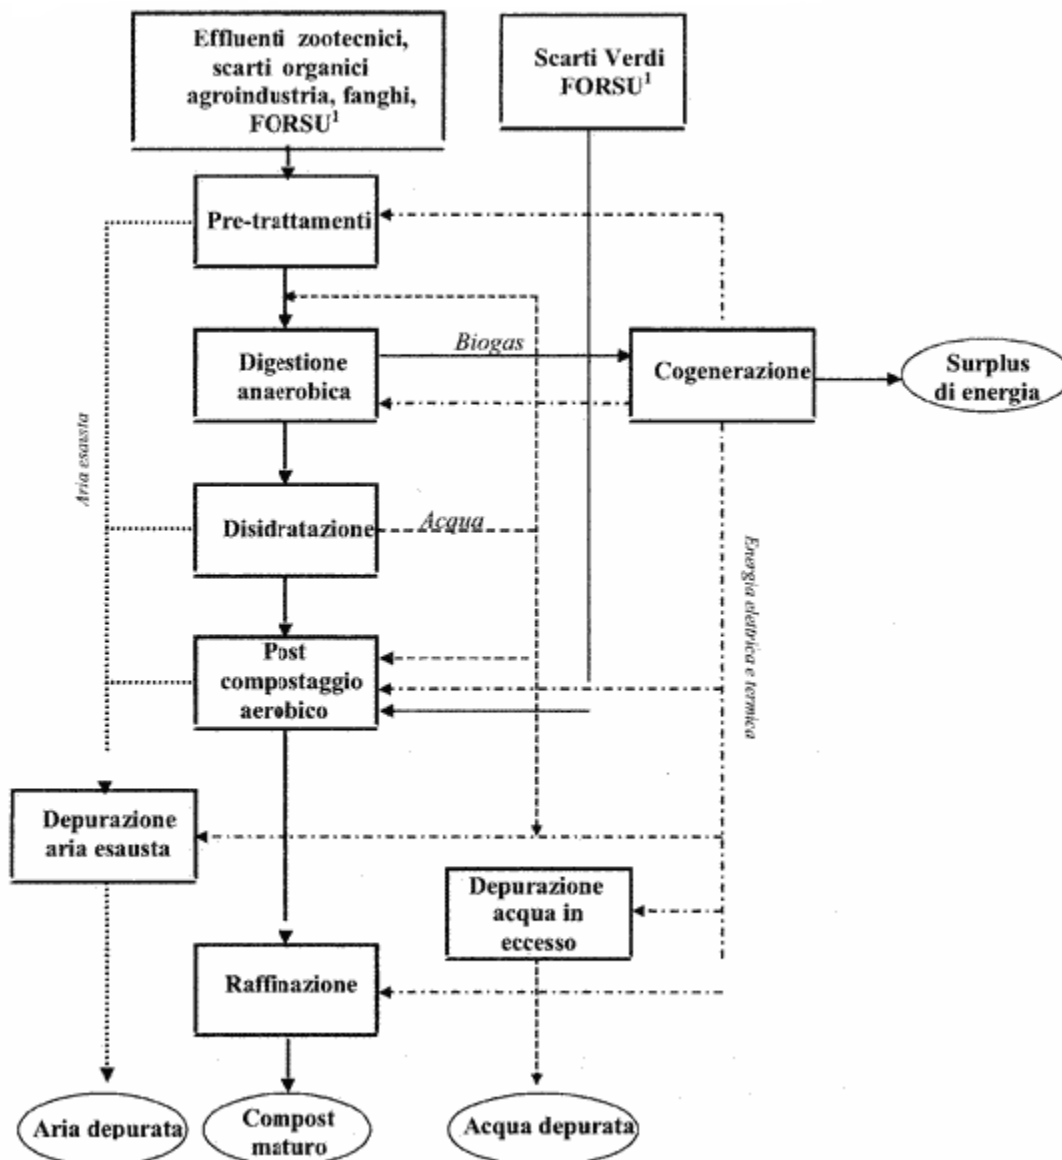 Effluenti zootecnici,
scarti organici
agroindustria, fanghi,
FORSU¹
Scarti Verdi
FORSU¹
Pre-trattamenti
Digestione
anaerobica
Biogas
Cogenerazione
Surplus
di energia
Aria esausta
Disidratazione
Acqua
Energia elettrica e termica
Post
compostaggio
aerobico
Depurazione
aria esausta
Depurazione
acqua in
eccesso
Raffinazione
Aria depurata
Compost
maturo
Acqua depurata